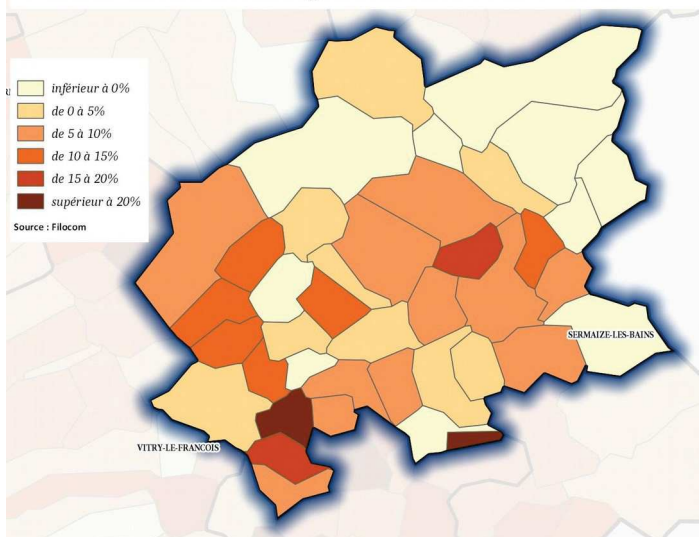 inférieur à 0%
de 0 à 5%
de 5 à 10%
de 10 à 15%
de 15 à 20%
supérieur à 20%
Source : Filocom
SERMAIZE-LES-BAINS
VITRY-LE-FRANCOIS